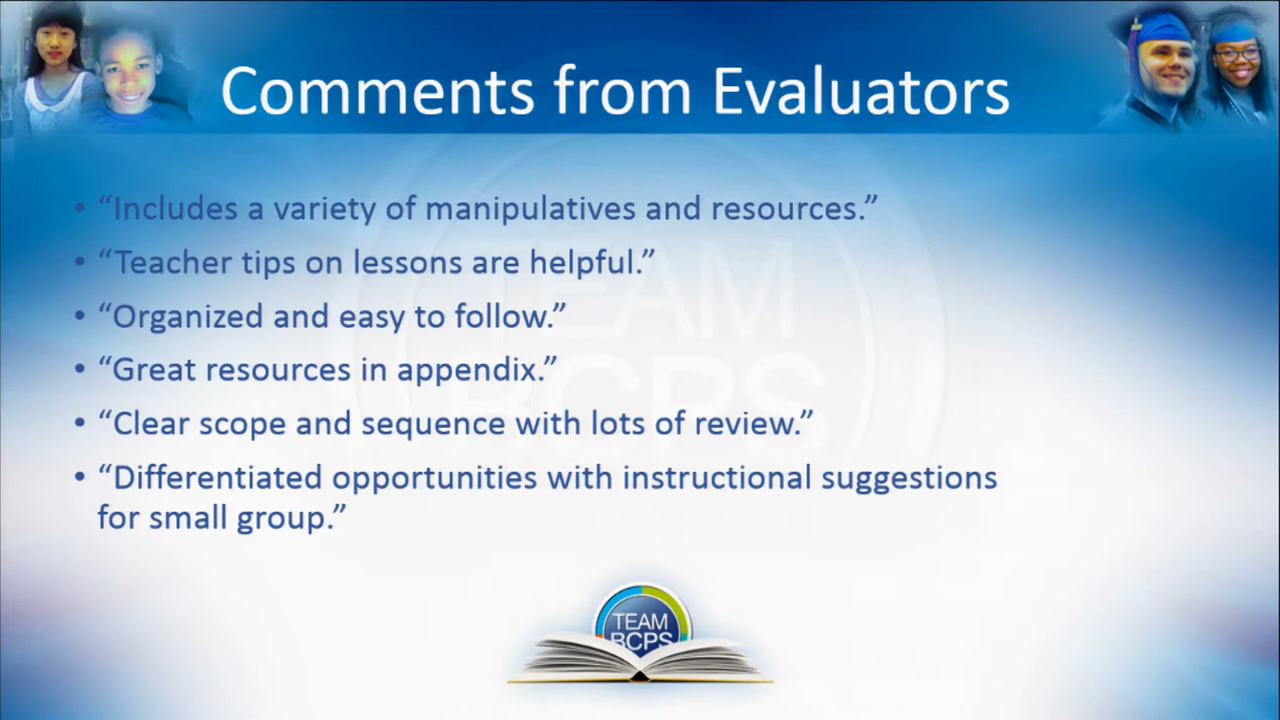 Comments from Evaluators
• “Includes a variety of manipulatives and resources.”
• “Teacher tips on lessons are helpful.”
• “Organized and easy to follow.”
• “Great resources in appendix.”
• “Clear scope and sequence with lots of review.”
• “Differentiated opportunities with instructional suggestions
for small group.”
TEAM
BCPS
TEAM
BCPS